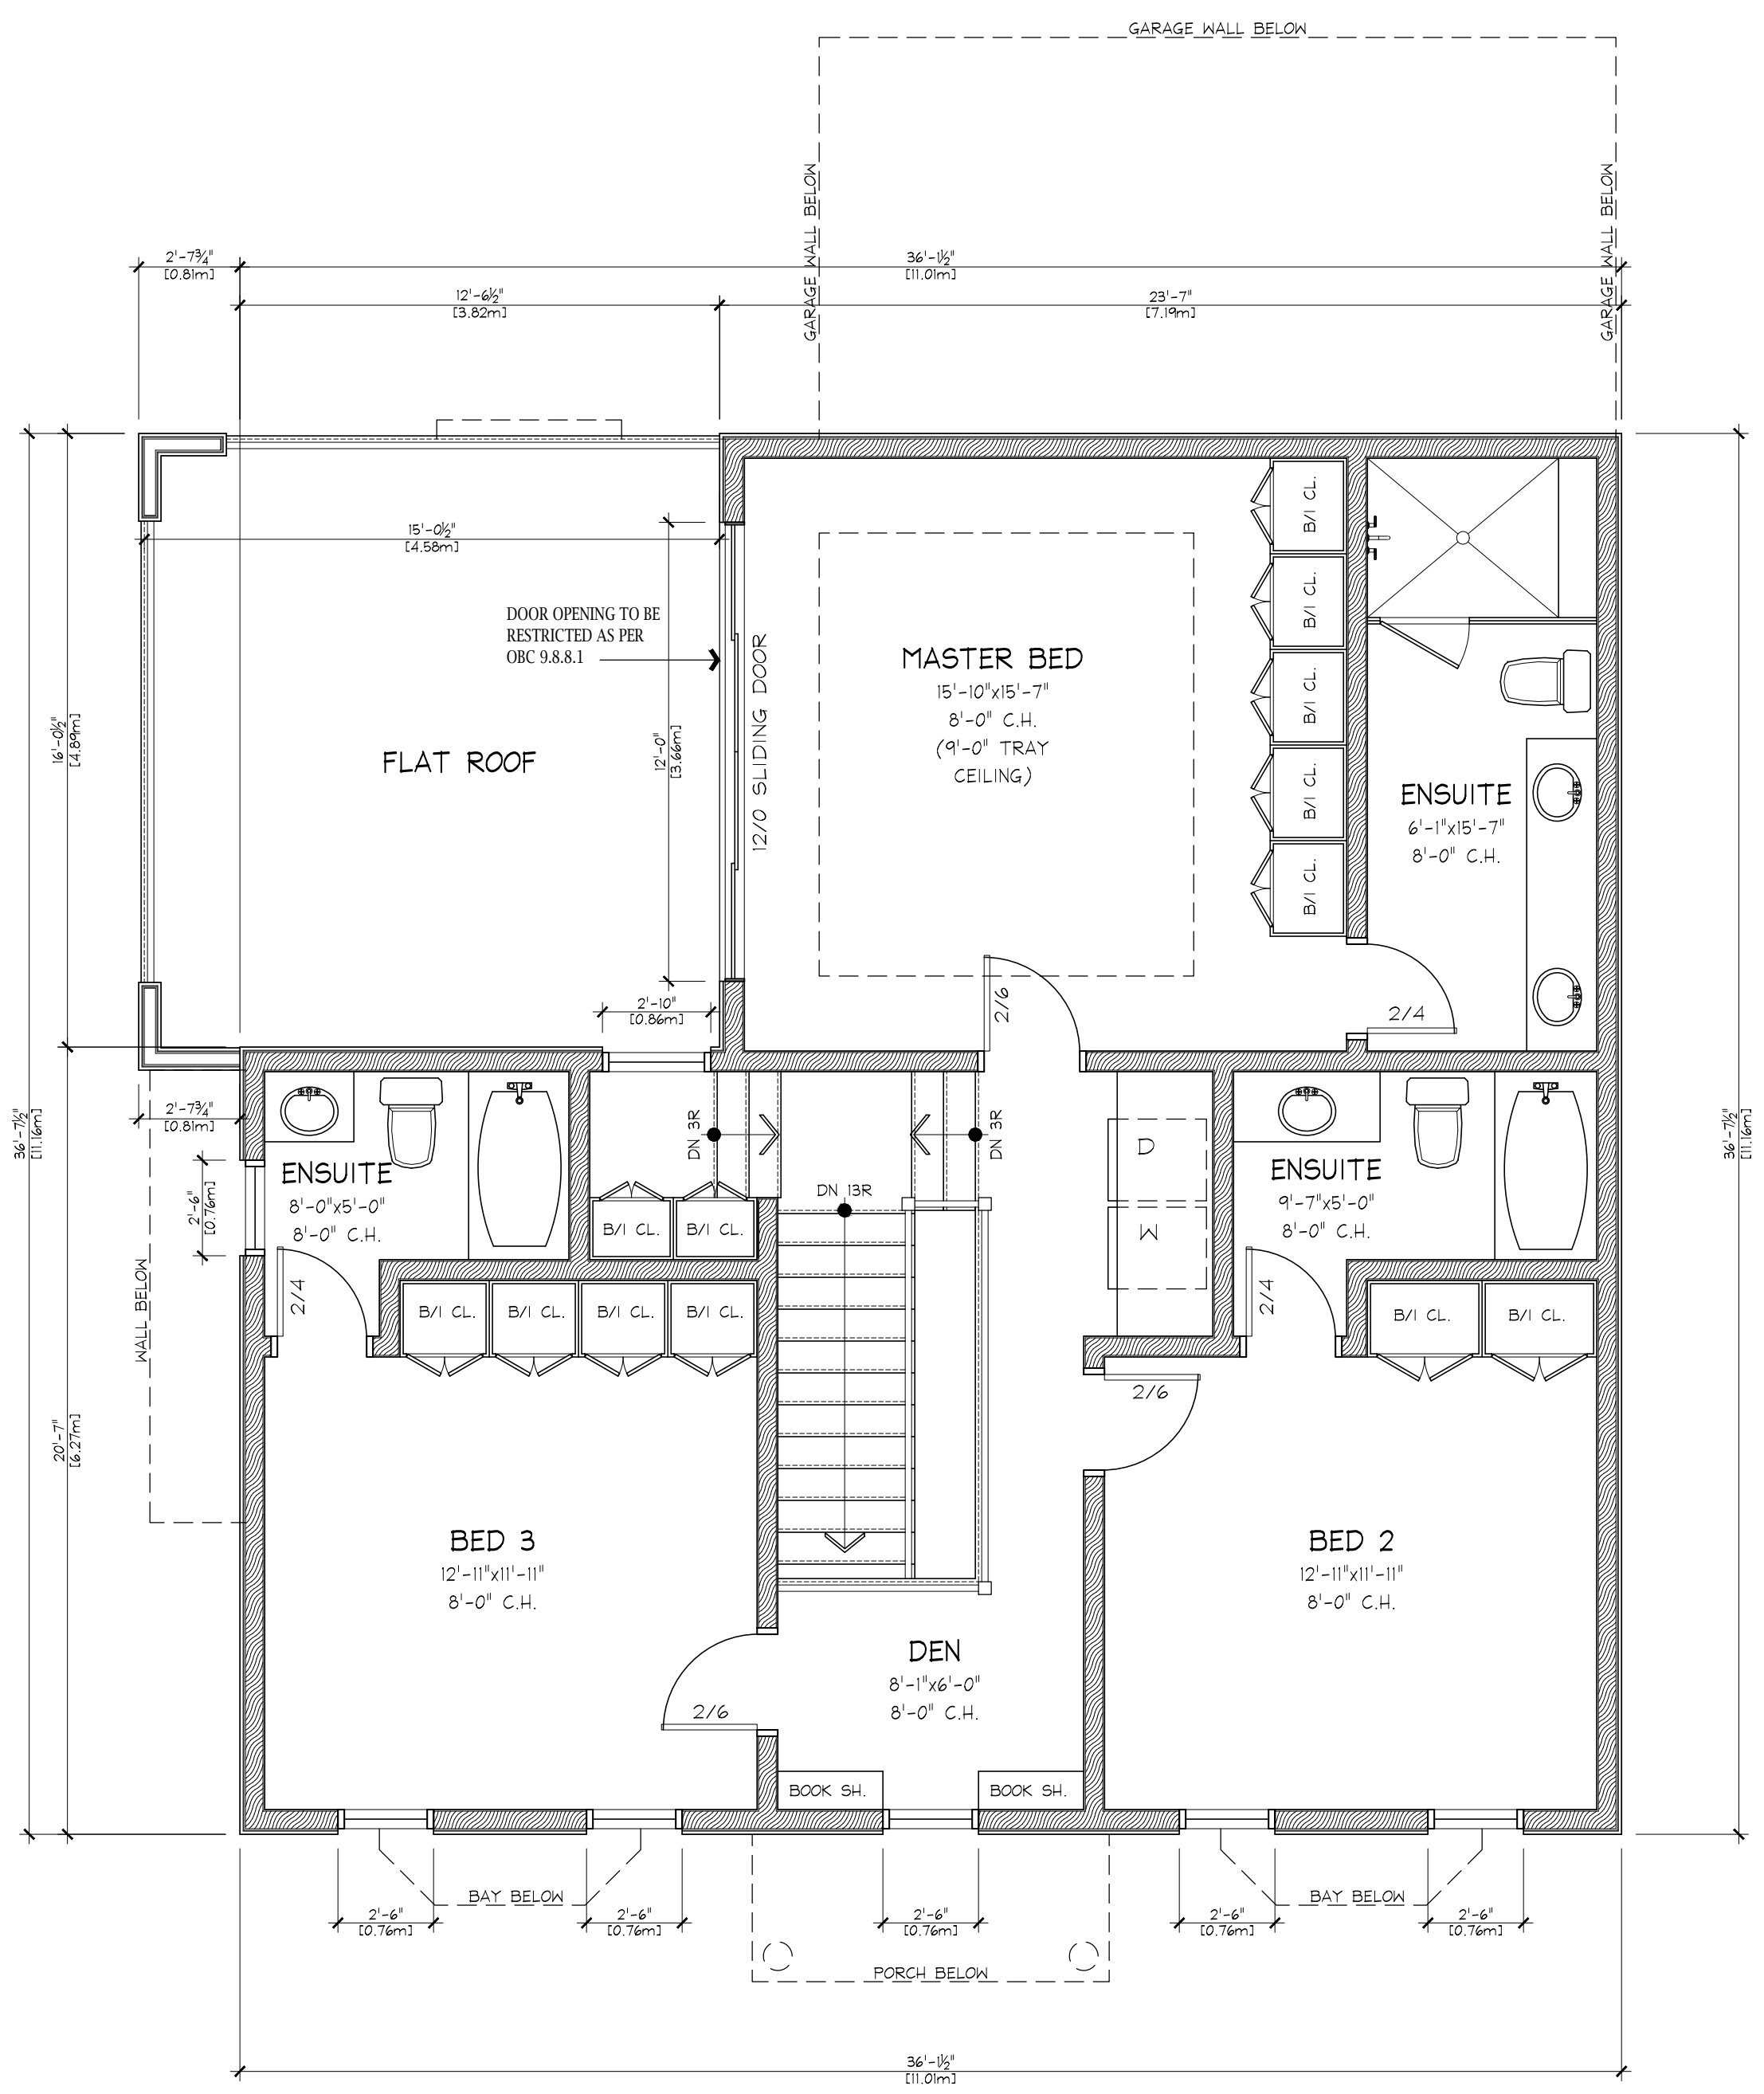 GARAGE WALL BELOW
GARAGE WALL BELOW
GARAGE WALL BELOW
2'-7¾"
[0.81m]
36'-1½"
[11.01m]
12'-6½"
[3.82m]
23'-7"
[7.19m]
15'-0½"
[4.58m]
DOOR OPENING TO BE
RESTRICTED AS PER
OBC 9.8.8.1
12'-0"
[3.66m]
12/0 SLIDING DOOR
FLAT ROOF
16'-0½"
[4.89m]
MASTER BED
15'-10"x15'-7"
8'-0" C.H.
(9'-0" TRAY
CEILING)
B/I CL.
B/I CL.
B/I CL.
B/I CL.
B/I CL.
ENSUITE
6'-1"x15'-7"
8'-0" C.H.
2'-10"
[0.86m]
2/6
2/4
36'-7½"
[11.16m]
36'-7½"
[11.16m]
2'-7¾"
[0.81m]
2'-6"
[0.76m]
ENSUITE
8'-0"x5'-0"
8'-0" C.H.
DN 3R
DN 3R
DN 13R
D
W
ENSUITE
9'-7"x5'-0"
8'-0" C.H.
B/I CL.
B/I CL.
2/4
2/4
B/I CL.
B/I CL.
B/I CL.
B/I CL.
B/I CL.
B/I CL.
WALL BELOW
2/6
20'-7"
[6.27m]
BED 3
12'-11"x11'-11"
8'-0" C.H.
BED 2
12'-11"x11'-11"
8'-0" C.H.
DEN
8'-1"x6'-0"
8'-0" C.H.
2/6
BOOK SH.
BOOK SH.
BAY BELOW
BAY BELOW
2'-6"
[0.76m]
2'-6"
[0.76m]
2'-6"
[0.76m]
2'-6"
[0.76m]
2'-6"
[0.76m]
PORCH BELOW
36'-1½"
[11.01m]